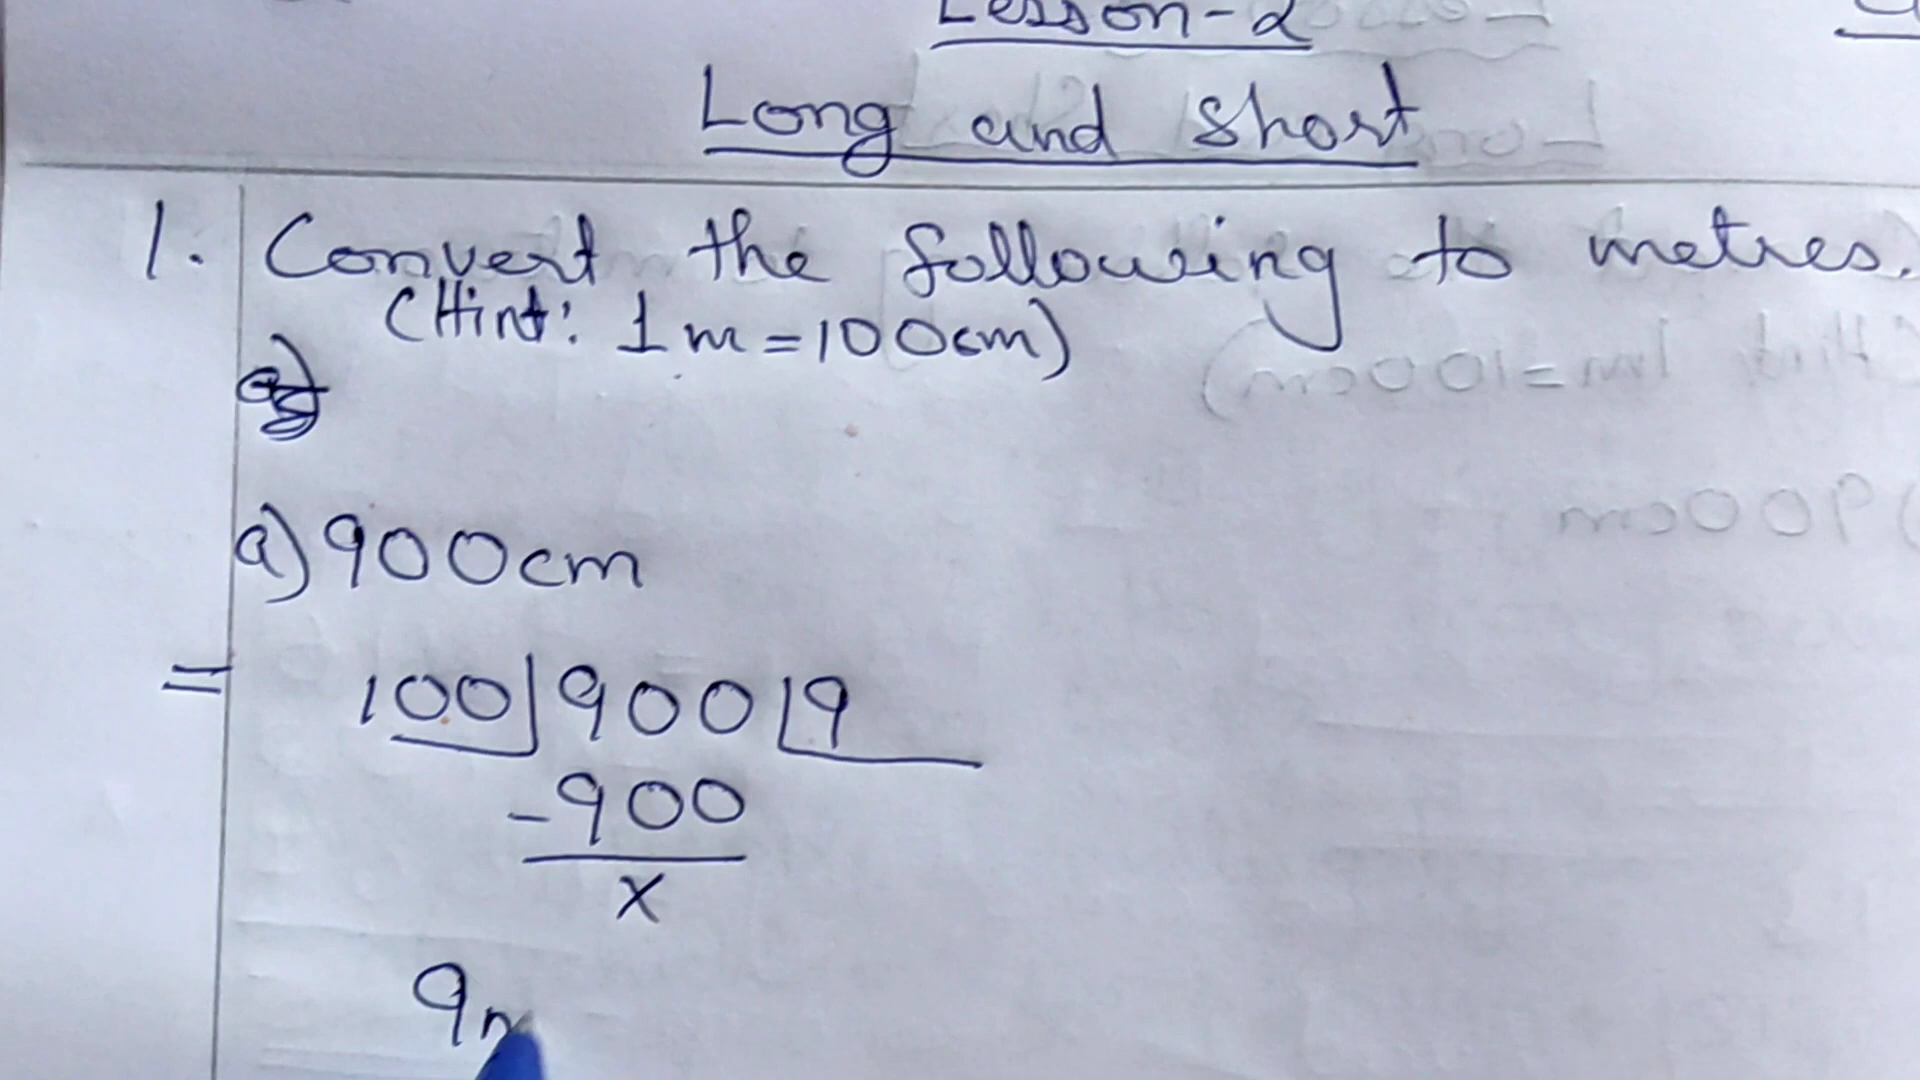 Lesson-2
Long and short
1. Convert the following to metres.
(Hint: 1m=100cm)
a) 900cm
= 100|900|9
-900
x
9m